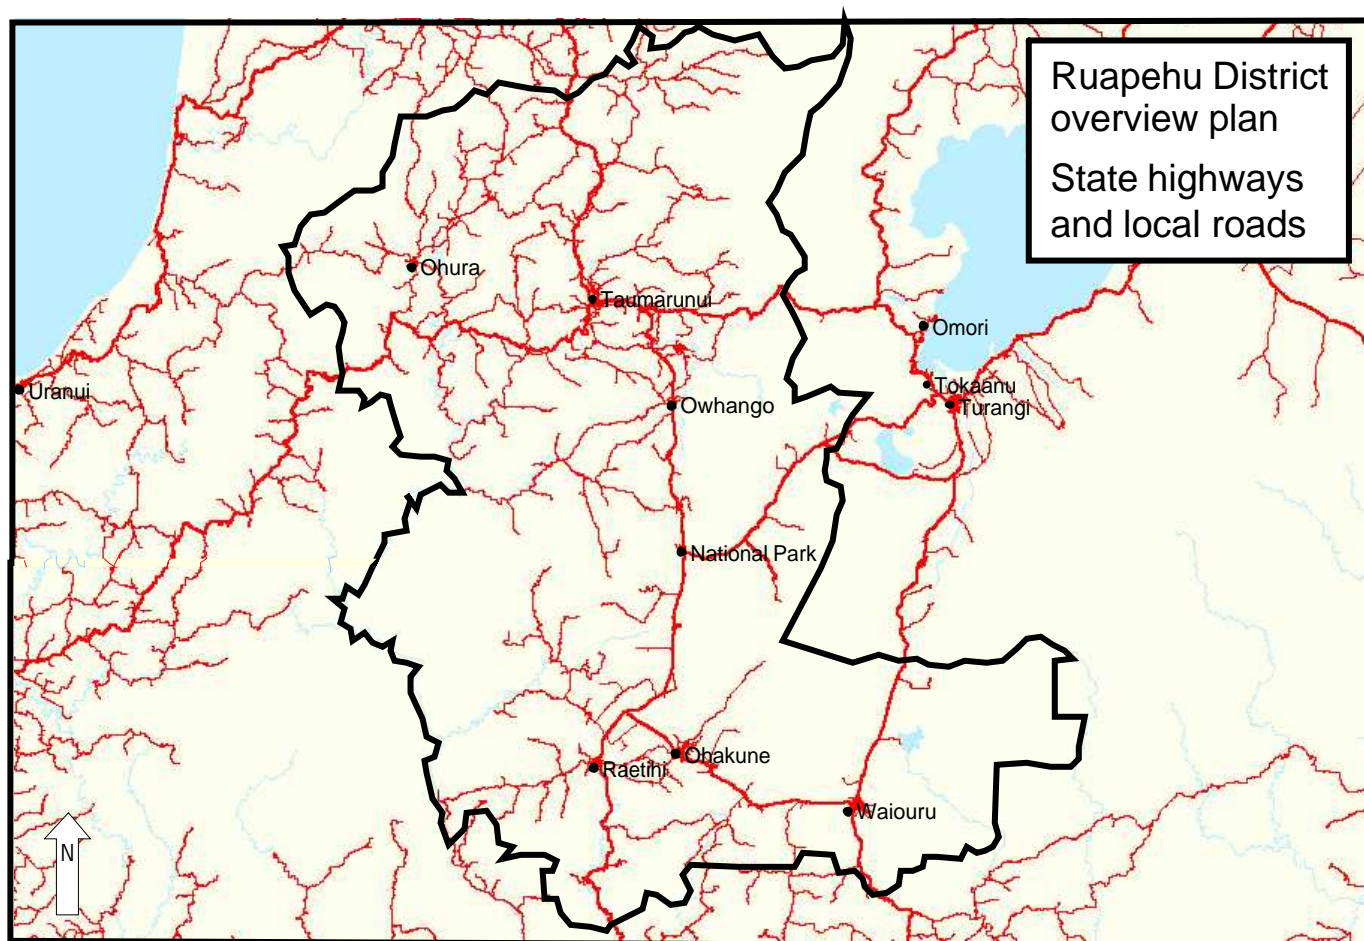 Ruapehu District
overview plan
State highways
and local roads
Ohura
Taumarunui
Omori
Uranui
Tokaanu
Owhango
Turangi
National Park
Ohakune
Raetihi
Waiouru
N